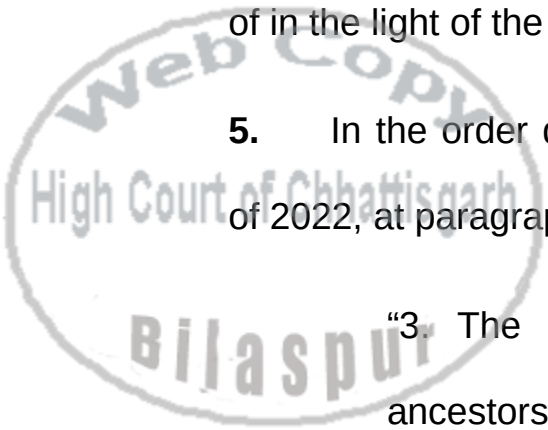 of in the light of the
Web Copy
5. In the order
High Court of Chhattisgarh
of 2022, at
“3. The
Bilaspur
ancestors